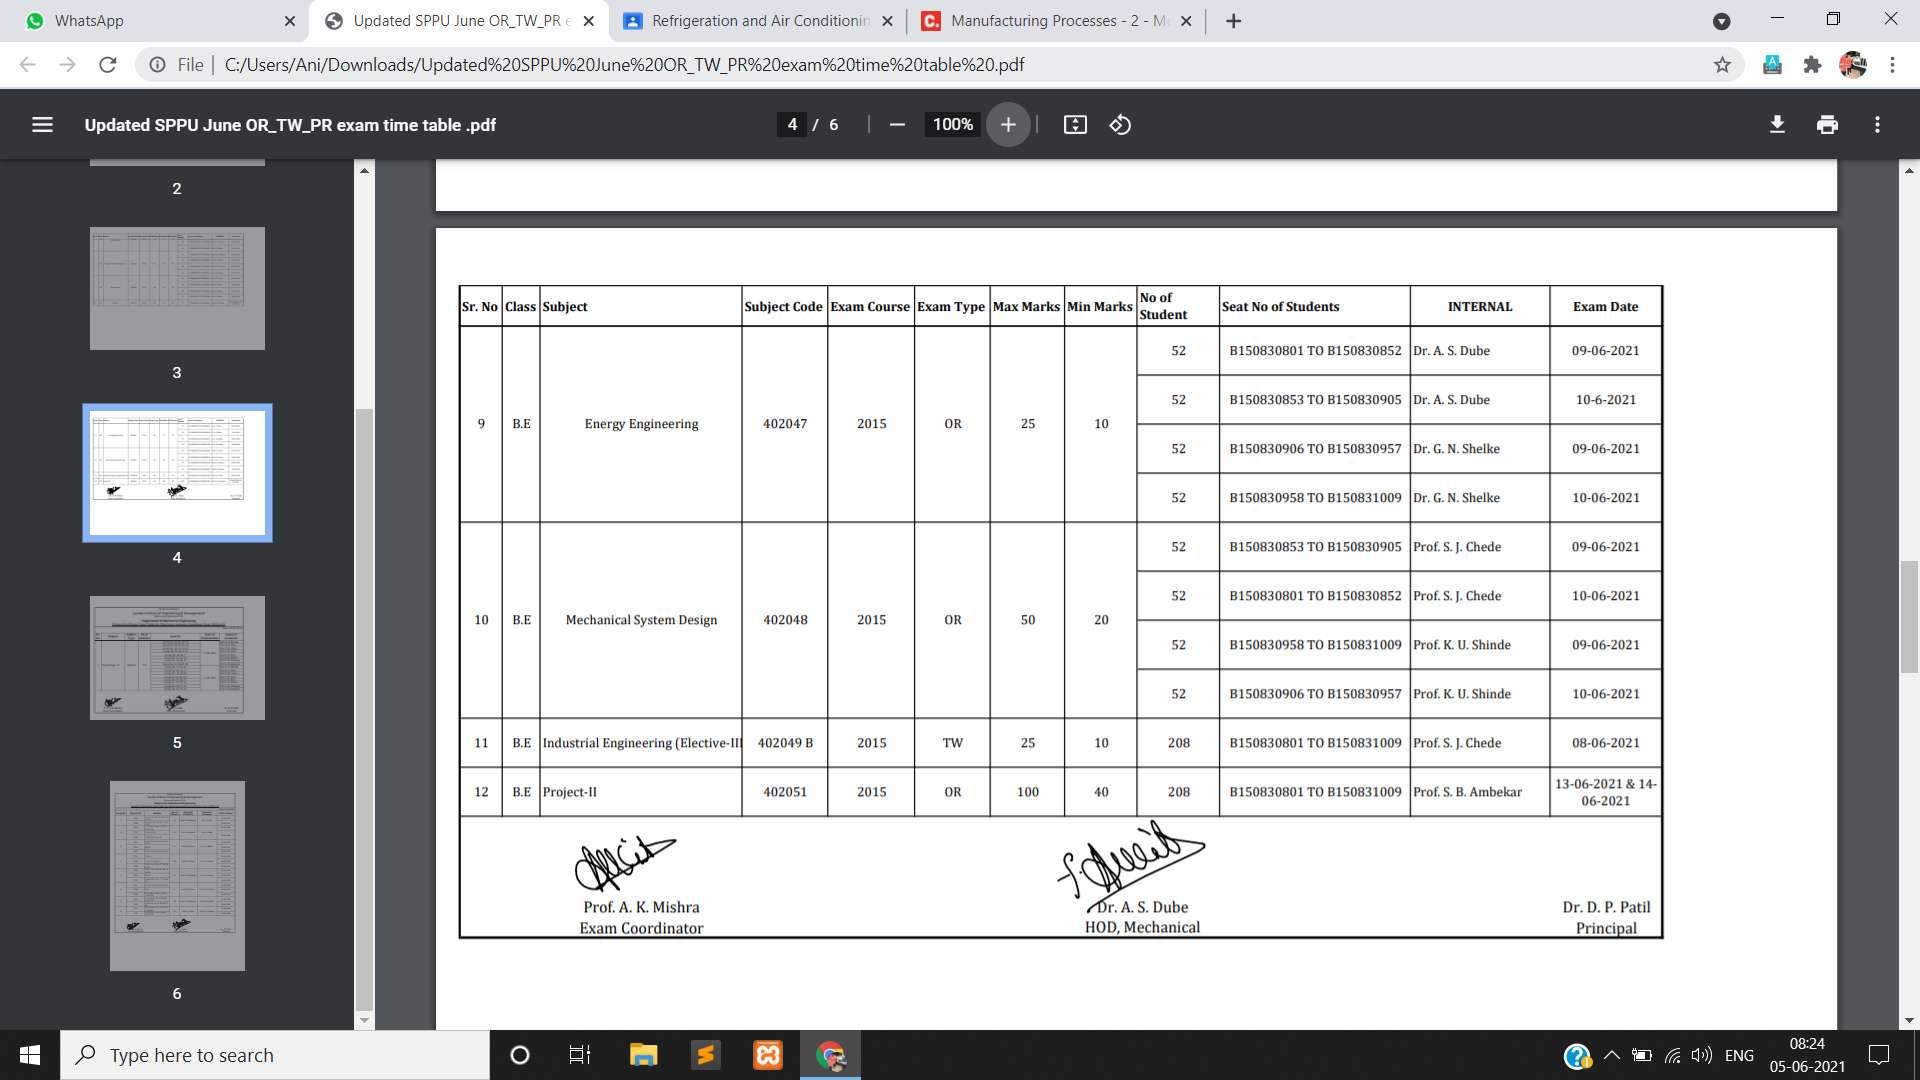 WhatsApp
Updated SPPU June OR_TW_PR e
Refrigeration and Air Conditionin
Manufacturing Processes - 2 - M
File
C:/Users/Ani/Downloads/Updated%20SPPU%20June%20OR_TW_PR%20exam%20time%20table%20.pdf
Updated SPPU June OR_TW_PR exam time table .pdf
4 / 6
100%
2
3
4
5
6
Sr. No Class Subject Subject Code Exam Course Exam Type Max Marks Min Marks No of Student Seat No of Students INTERNAL Exam Date
9 B.E Energy Engineering 402047 2015 OR 25 10
52 B150830801 TO B150830852 Dr. A. S. Dube 09-06-2021
52 B150830853 TO B150830905 Dr. A. S. Dube 10-6-2021
52 B150830906 TO B150830957 Dr. G. N. Shelke 09-06-2021
52 B150830958 TO B150831009 Dr. G. N. Shelke 10-06-2021
10 B.E Mechanical System Design 402048 2015 OR 50 20
52 B150830853 TO B150830905 Prof. S. J. Chede 09-06-2021
52 B150830801 TO B150830852 Prof. S. J. Chede 10-06-2021
52 B150830958 TO B150831009 Prof. K. U. Shinde 09-06-2021
52 B150830906 TO B150830957 Prof. K. U. Shinde 10-06-2021
11 B.E Industrial Engineering (Elective-III 402049 B 2015 TW 25 10 208 B150830801 TO B150831009 Prof. S. J. Chede 08-06-2021
12 B.E Project-II 402051 2015 OR 100 40 208 B150830801 TO B150831009 Prof. S. B. Ambekar 13-06-2021 & 14-06-2021
Prof. A. K. Mishra
Exam Coordinator
Dr. A. S. Dube
HOD, Mechanical
Dr. D. P. Patil
Principal
Type here to search
ENG
08:24
05-06-2021